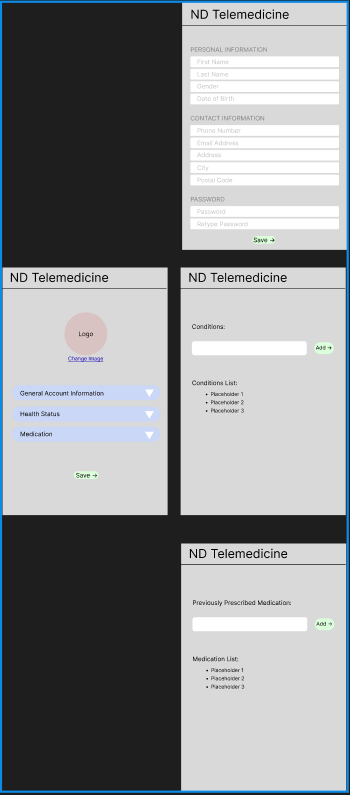 ND Telemedicine
PERSONAL INFORMATION
First Name
Last Name
Gender
Date of Birth
CONTACT INFORMATION
Phone Number
Email Address
Address
City
Postal Code
PASSWORD
Password
Retype Password
Save →
ND Telemedicine
Logo
Change Image
General Account Information
Health Status
Medication
Save →
ND Telemedicine
Conditions:
Add →
Conditions List:
• Placeholder 1
• Placeholder 2
• Placeholder 3
ND Telemedicine
Previously Prescribed Medication:
Add →
Medication List:
• Placeholder 1
• Placeholder 2
• Placeholder 3